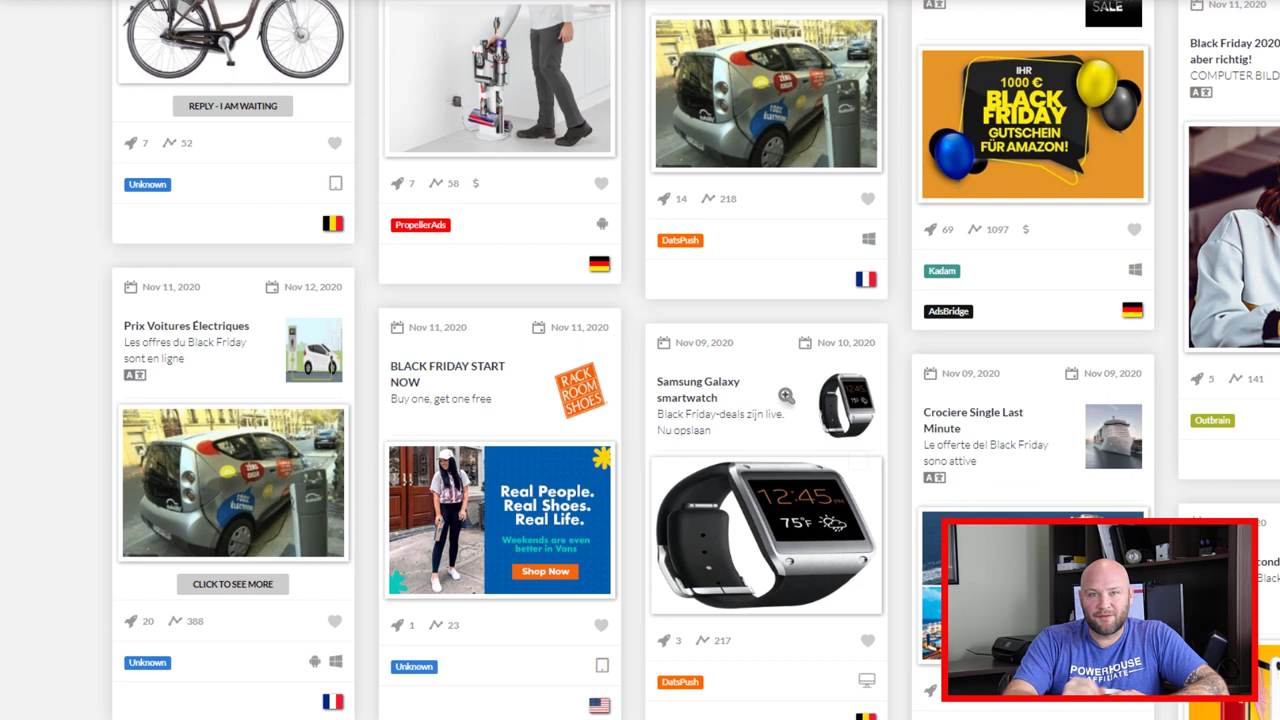 REPLY - I AM WAITING
7 52
Unknown
Nov 11, 2020 Nov 12, 2020
Prix Voitures Électriques
Les offres du Black Friday
sont en ligne
CLICK TO SEE MORE
20 388
Unknown
7 58 $
PropellerAds
Nov 11, 2020 Nov 11, 2020
BLACK FRIDAY START
NOW
Buy one, get one free
RACK
ROOM
SHOES
Real People.
Real Shoes.
Real Life.
Weekends are even
better in Vans
Shop Now
1 23
Unknown
14 218
DatsPush
Nov 09, 2020 Nov 10, 2020
Samsung Galaxy
smartwatch
Black Friday-deals zijn live.
Nu opslaan
12:45
75°F
3 217
DatsPush
SALE
IHR
1000 €
BLACK
FRIDAY
GUTSCHEIN
FÜR AMAZON!
69 1097 $
Kadam
AdsBridge
Nov 09, 2020 Nov 09, 2020
Crociere Single Last
Minute
Le offerte del Black Friday
sono attive
Nov 11,
Black Friday 2020
aber richtig!
COMPUTER BILD
5 141
Outbrain
POWERHOUSE
AFFILIATE